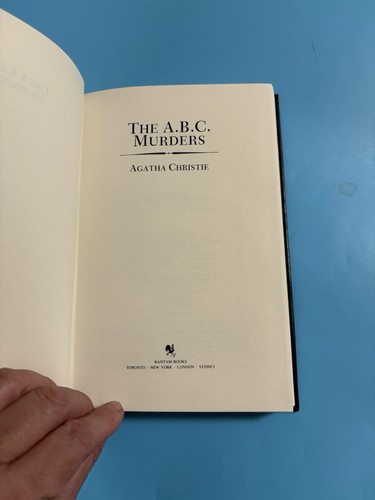 THE A.B.C.
MURDERS
AGATHA CHRISTIE
BANTAM BOOKS
TORONTO · NEW YORK · LONDON · SYDNEY